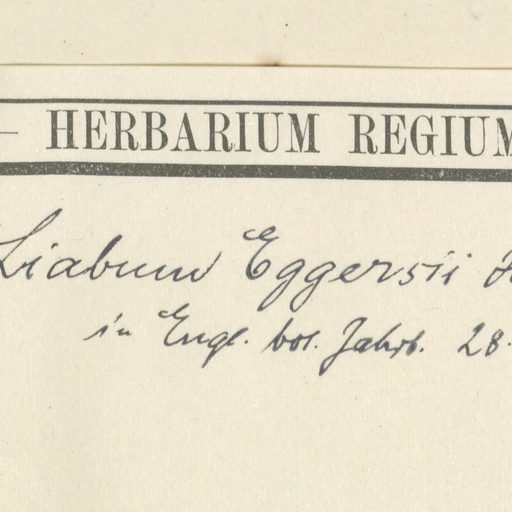 — HERBARIUM REGIUM
Liabum Eggersii
in Engl. bot. Jahrb. 28.